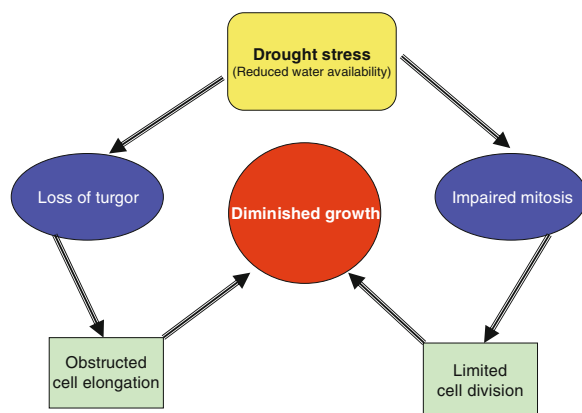 Drought stress
(Reduced water availability)
Loss of turgor
Diminished growth
Impaired mitosis
Obstructed
cell elongation
Limited
cell division